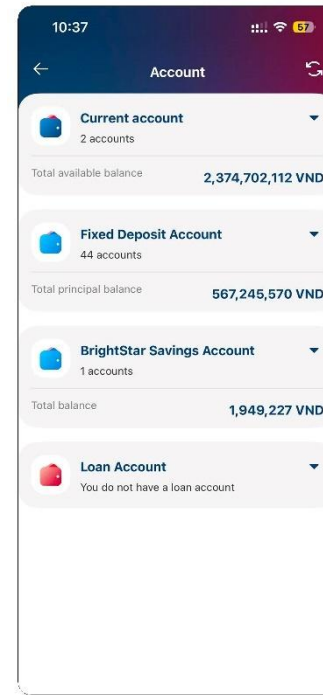 10:37
57
Account
Current account
2 accounts
Total available balance
2,374,702,112 VND
Fixed Deposit Account
44 accounts
Total principal balance
567,245,570 VND
BrightStar Savings Account
1 accounts
Total balance
1,949,227 VND
Loan Account
You do not have a loan account